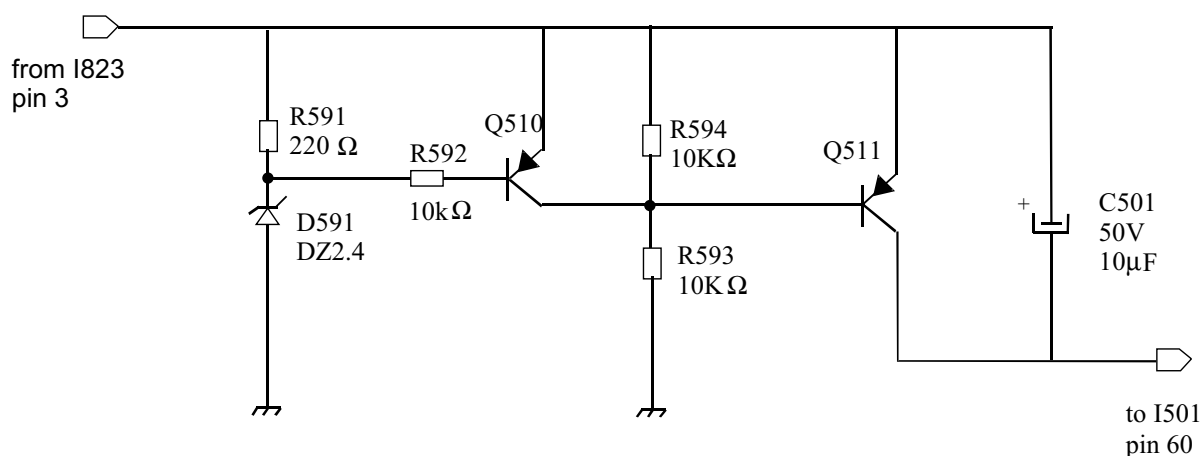 from I823
pin 3
R591
220 Ω
R592
10kΩ
Q510
D591
DZ2.4
R594
10KΩ
R593
10KΩ
Q511
+
C501
50V
10µF
to I501
pin 60